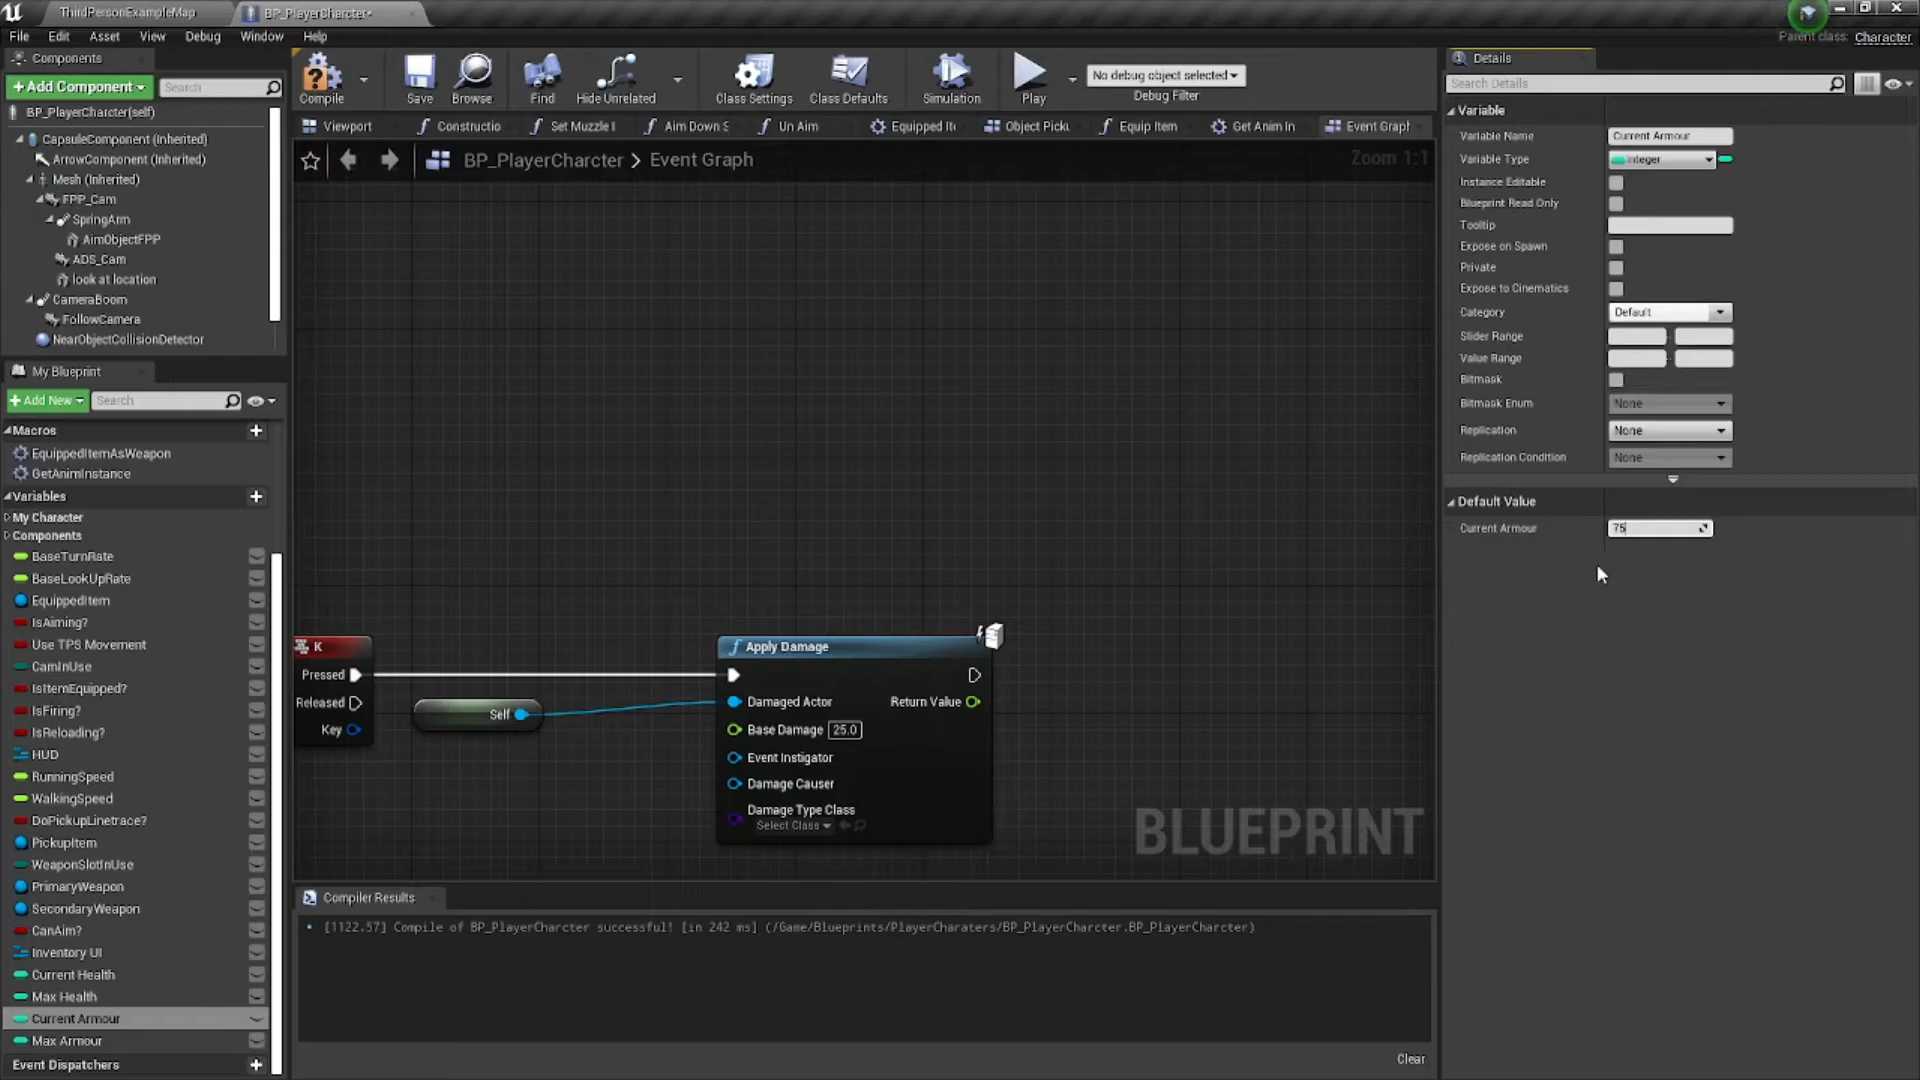 ThirdPersonExampleMap
BP_PlayerCharcter*
Parent class: Character
File Edit Asset View Debug Window Help
Components
+ Add Component
Search
BP_PlayerCharcter(self)
CapsuleComponent (Inherited)
ArrowComponent (Inherited)
Mesh (Inherited)
FPP_Cam
SpringArm
AimObjectFPP
ADS_Cam
look at location
CameraBoom
FollowCamera
NearObjectCollisionDetector
My Blueprint
+ Add New
Search
Macros
EquippedItemAsWeapon
GetAnimInstance
Variables
My Character
Components
BaseTurnRate
BaseLookUpRate
EquippedItem
IsAiming?
Use TPS Movement
CamInUse
IsItemEquipped?
IsFiring?
IsReloading?
HUD
RunningSpeed
WalkingSpeed
DoPickupLinetrace?
PickupItem
WeaponSlotInUse
PrimaryWeapon
SecondaryWeapon
CanAim?
Inventory UI
Current Health
Max Health
Current Armour
Max Armour
Event Dispatchers
Compile
Save
Browse
Find
Hide Unrelated
Class Settings
Class Defaults
Simulation
Play
No debug object selected
Debug Filter
Viewport
Constructio
Set Muzzle l
Aim Down S
Un Aim
Equipped Ite
Object Picku
Equip Item
Get Anim In
Event Graph
BP_PlayerCharcter > Event Graph
Zoom 1:1
K
Pressed
Released
Key
Self
Apply Damage
Damaged Actor
Return Value
Base Damage 25.0
Event Instigator
Damage Causer
Damage Type Class
Select Class
BLUEPRINT
Compiler Results
[1122.57] Compile of BP_PlayerCharcter successful! [in 242 ms] (/Game/Blueprints/PlayerCharaters/BP_PlayerCharcter.BP_PlayerCharcter)
Clear
Details
Search Details
Variable
Variable Name Current Armour
Variable Type Integer
Instance Editable
Blueprint Read Only
Tooltip
Expose on Spawn
Private
Expose to Cinematics
Category Default
Slider Range
Value Range
Bitmask
Bitmask Enum None
Replication None
Replication Condition None
Default Value
Current Armour 75